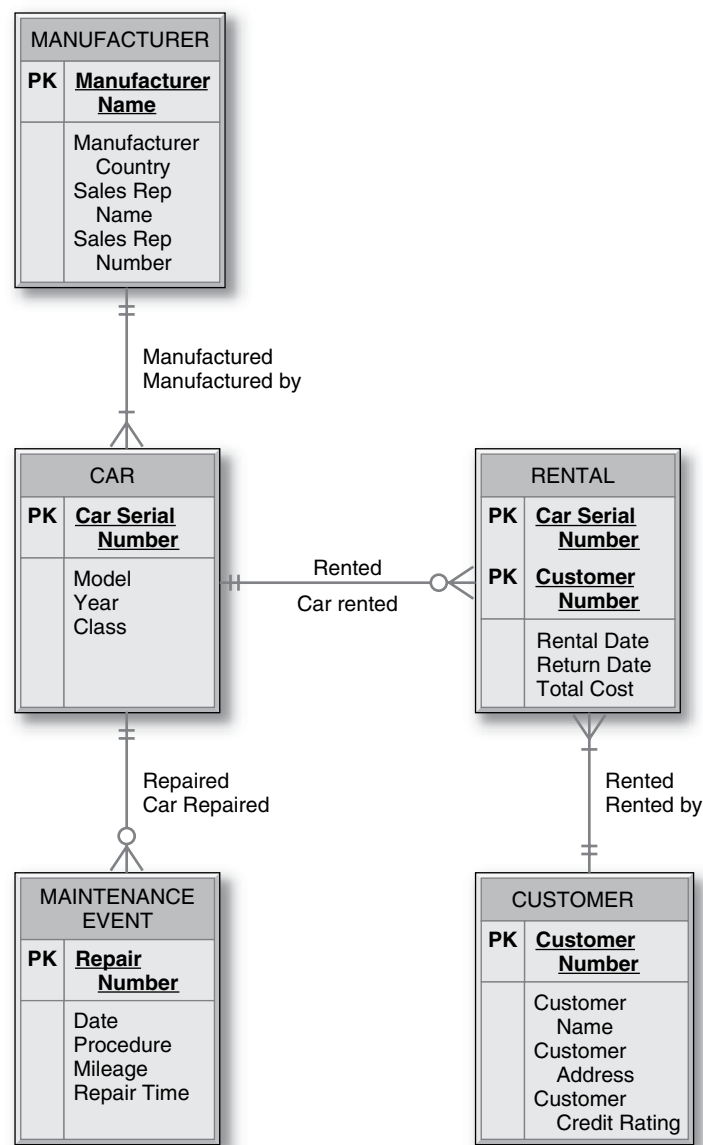 MANUFACTURER
PK Manufacturer
Name
Manufacturer
Country
Sales Rep
Name
Sales Rep
Number
Manufactured
Manufactured by
CAR
PK Car Serial
Number
Model
Year
Class
Rented
Car rented
RENTAL
PK Car Serial
Number
PK Customer
Number
Rental Date
Return Date
Total Cost
Repaired
Car Repaired
Rented
Rented by
MAINTENANCE
EVENT
PK Repair
Number
Date
Procedure
Mileage
Repair Time
CUSTOMER
PK Customer
Number
Customer
Name
Customer
Address
Customer
Credit Rating